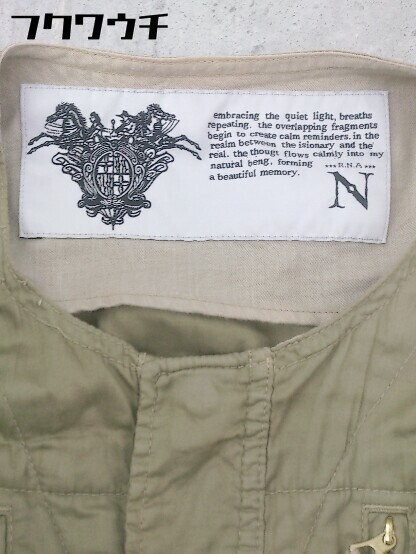 フクワウチ
embracing the quiet light, breaths
repeating. the overlapping fragments
begin to create calm reminders. in the
realm between the isionary and the
real. the thougt flows calmly into my
natural beng, forming
a beautiful memory.
***R.N.A***
N